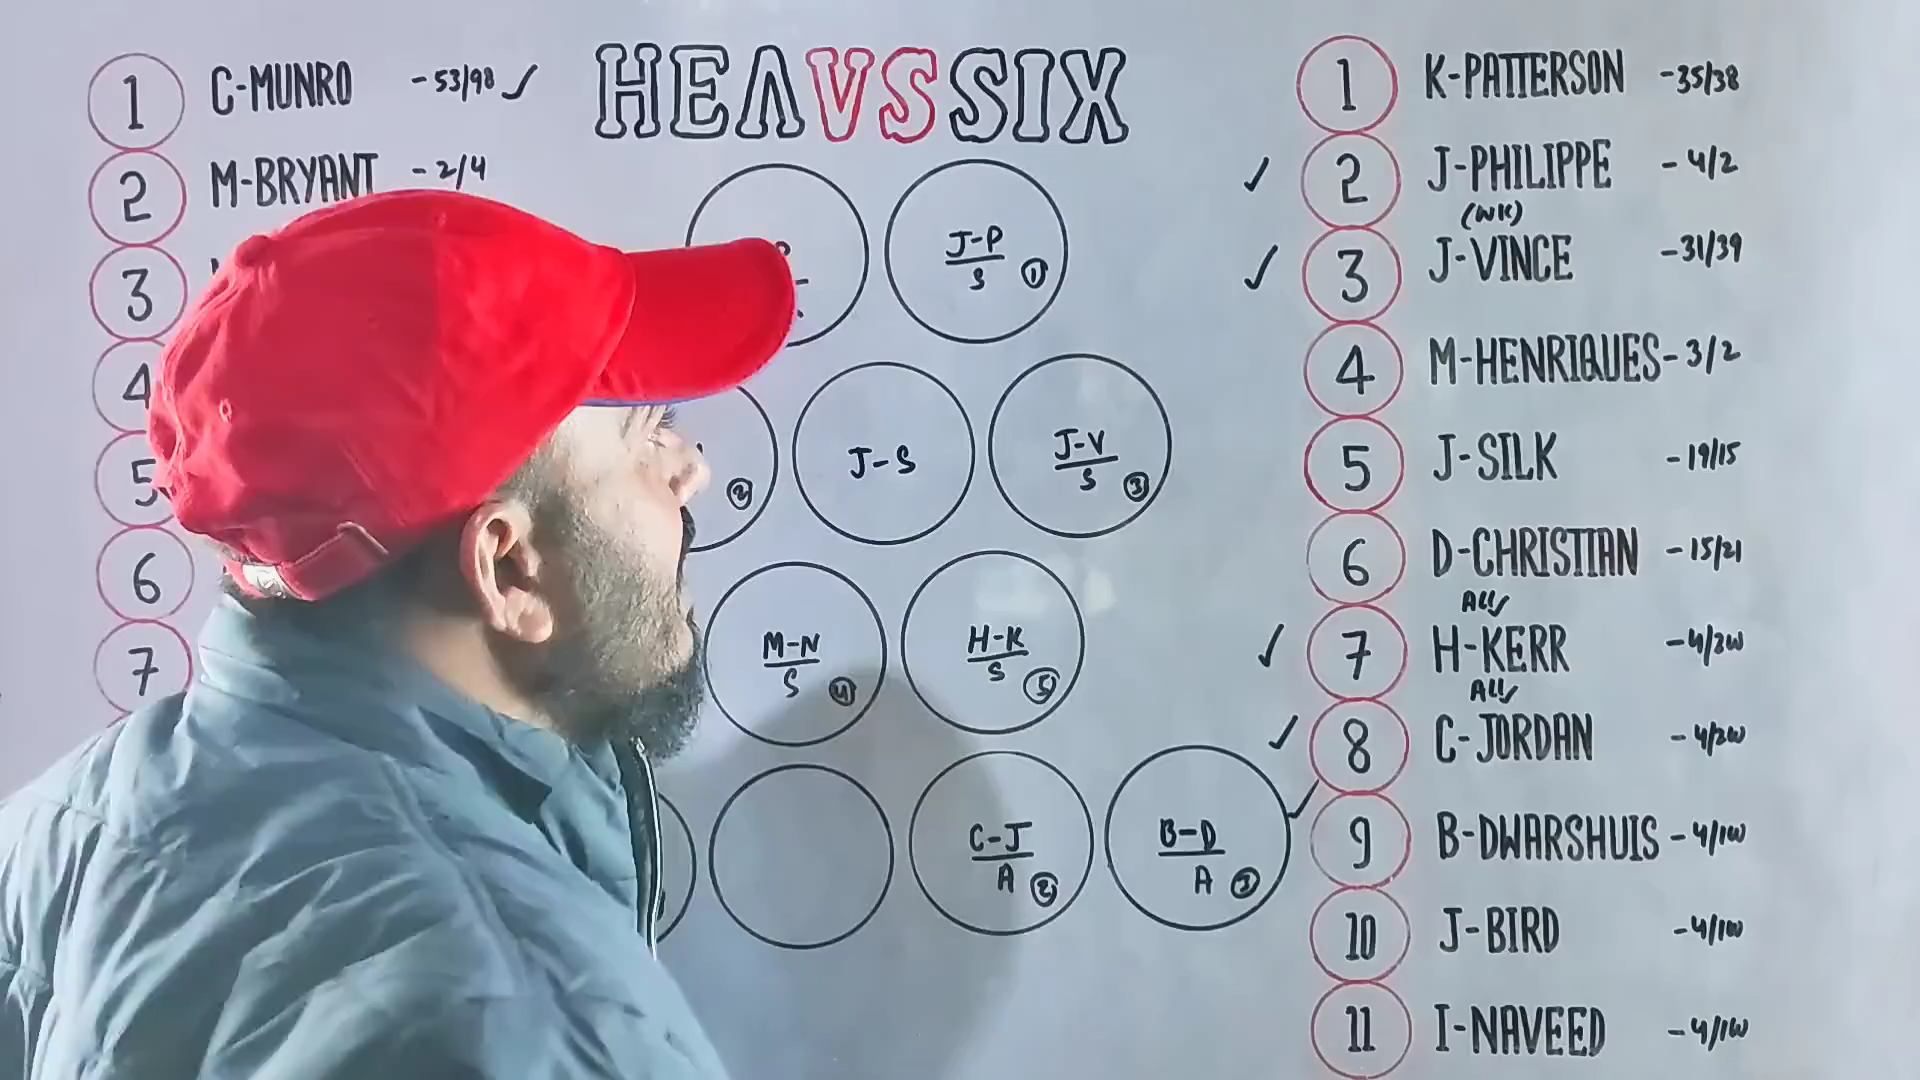 HEAVSSIX
1 C-MUNRO -53/98 ✓
2 M-BRYANT -2/4
3
4
5
6
7
J-P
S ①
②
J-S
J-V
S ③
M-N
S ④
H-K
S ⑤
C-J
A ②
B-D
A ③
1 K-PATTERSON -35/38
✓ 2 J-PHILIPPE -4/2
(WK)
✓ 3 J-VINCE -31/39
4 M-HENRIQUES-3/2
5 J-SILK -19/15
6 D-CHRISTIAN -15/21
All
✓ 7 H-KERR
All
✓ 8 C-JORDAN -4/2W
✓ 9 B-DWARSHUIS -4/1W
10 J-BIRD -4/1W
11 I-NAVEED -4/1W